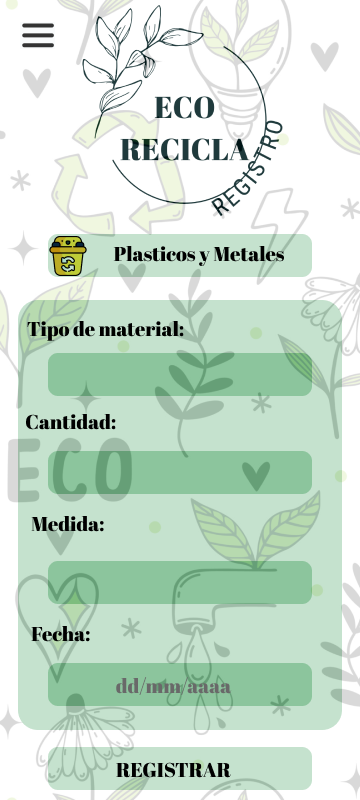 ECO
RECICLA
REGISTRO
Plasticos y Metales
Tipo de material:
Cantidad:
ECO
Medida:
Fecha:
dd/mm/aaaa
REGISTRAR